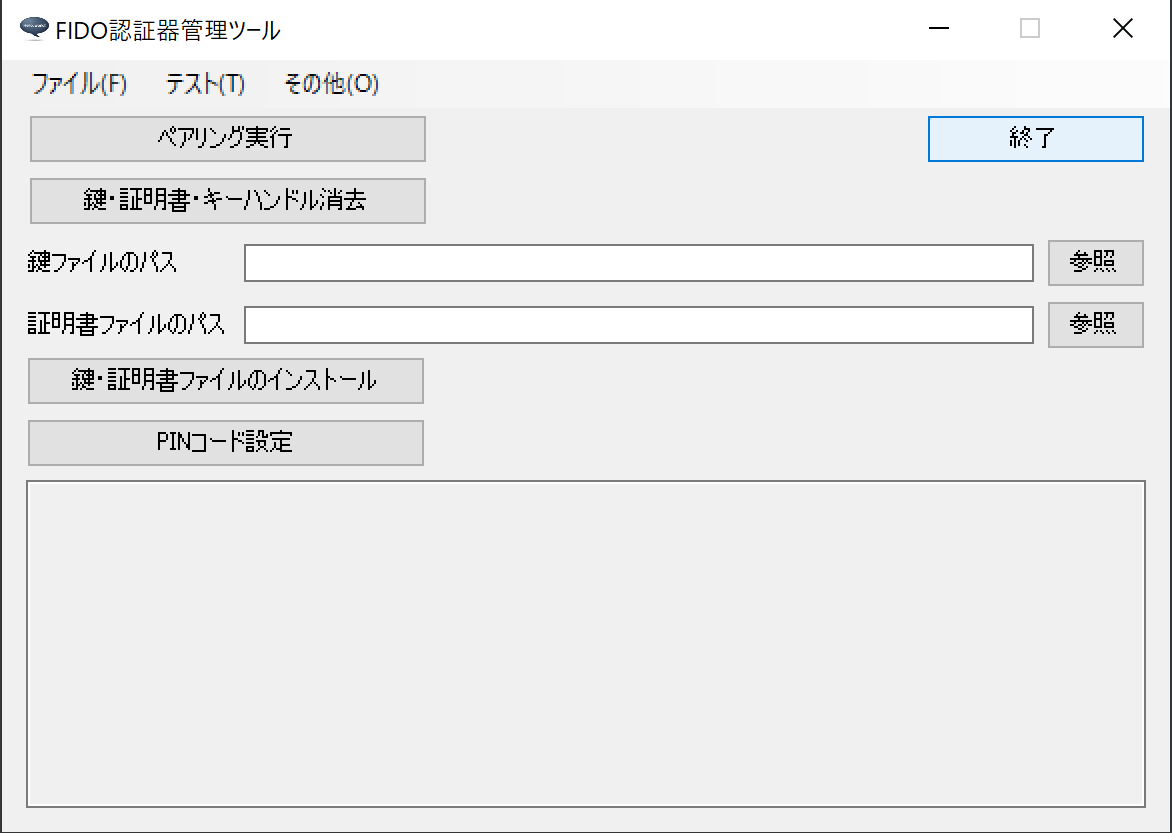 FIDO認証器管理ツール
ファイル(F) テスト(T) その他(O)
ペアリング実行 終了
鍵・証明書・キーハンドル消去
鍵ファイルのパス 参照
証明書ファイルのパス 参照
鍵・証明書ファイルのインストール
PINコード設定